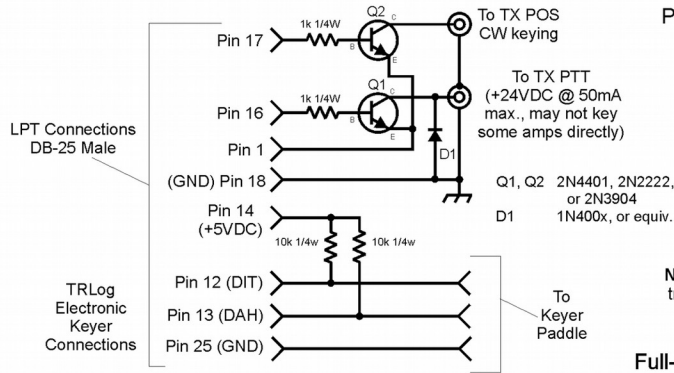 Q2
To TX POS
CW keying
P
1k 1/4W
C
B
E
Pin 17
Q1
To TX PTT
(+24VDC @ 50mA
max., may not key
some amps directly)
1k 1/4W
C
B
E
Pin 16
LPT Connections
DB-25 Male
Pin 1
D1
(GND) Pin 18
Q1, Q2 2N4401, 2N2222,
or 2N3904
D1 1N400x, or equiv.
Pin 14
(+5VDC)
10k 1/4w
10k 1/4w
Pin 12 (DIT)
TRLog
Electronic
Keyer
Connections
Pin 13 (DAH)
Pin 25 (GND)
To
Keyer
Paddle
N
ti
Full-